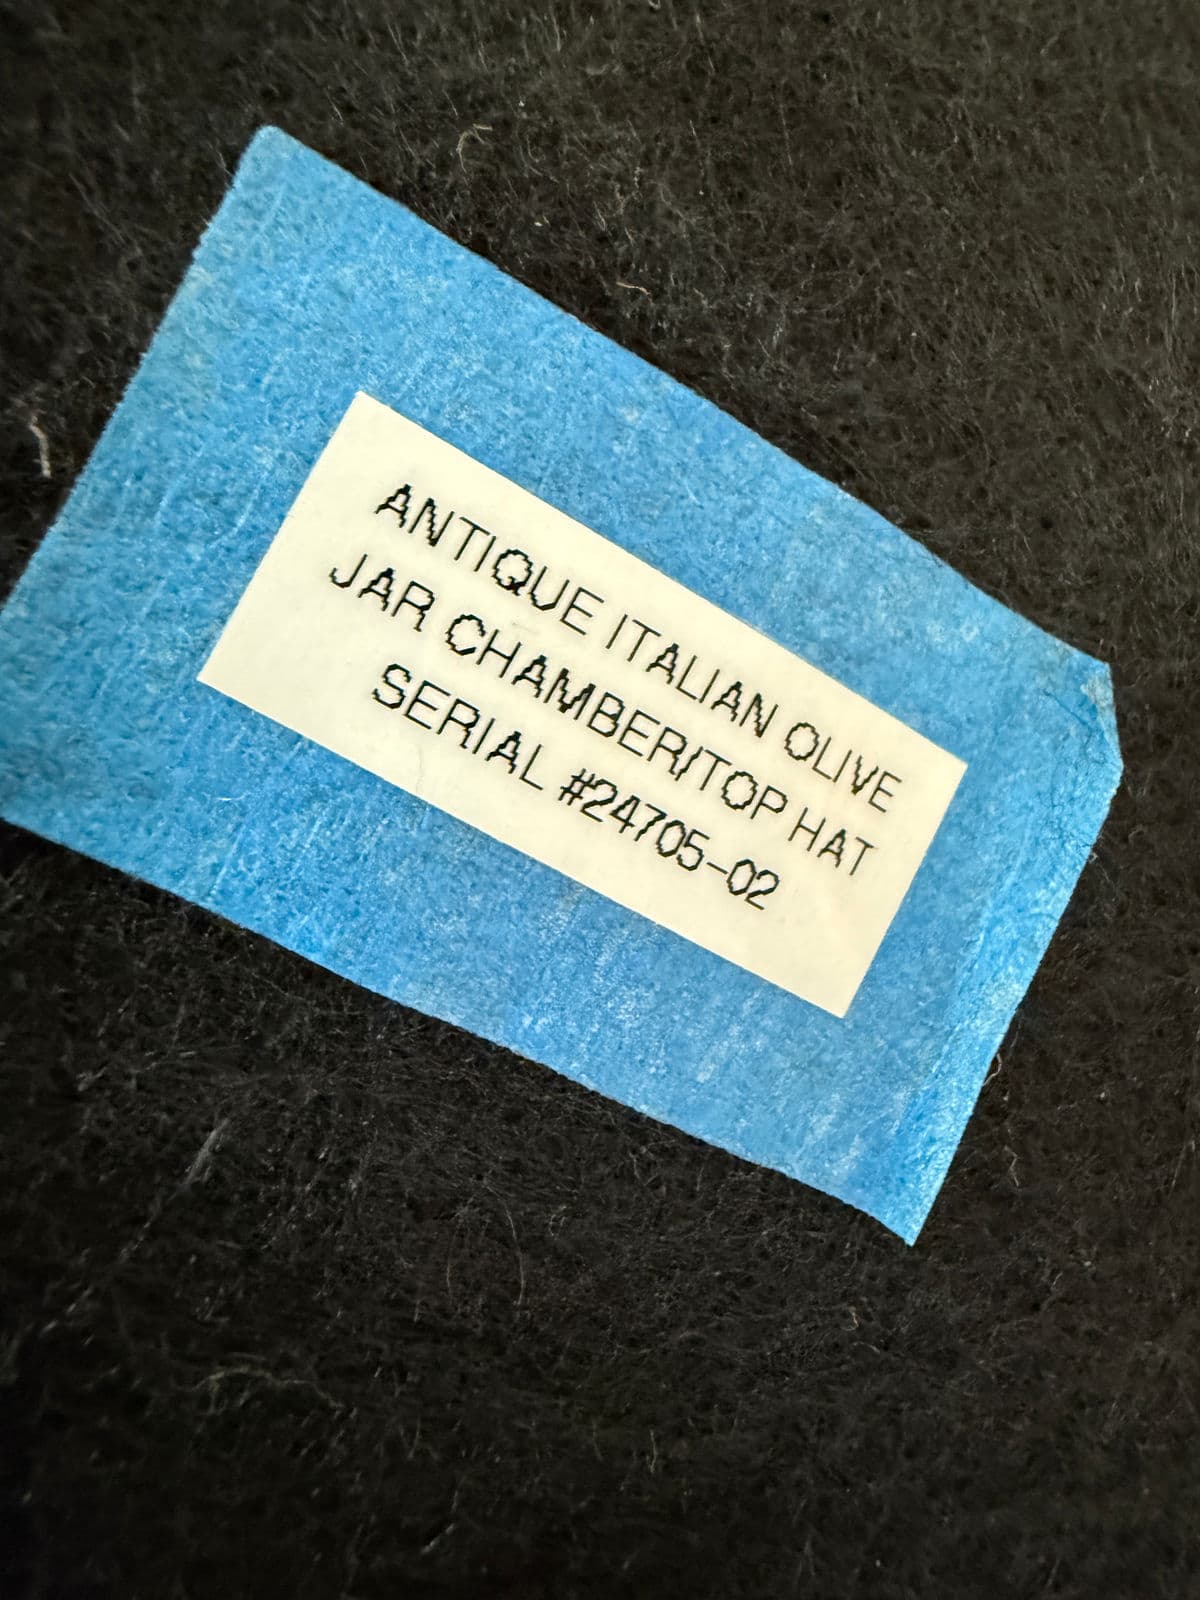 ANTIQUE ITALIAN OLIVE
JAR CHAMBER/TOP HAT
SERIAL #24705-02